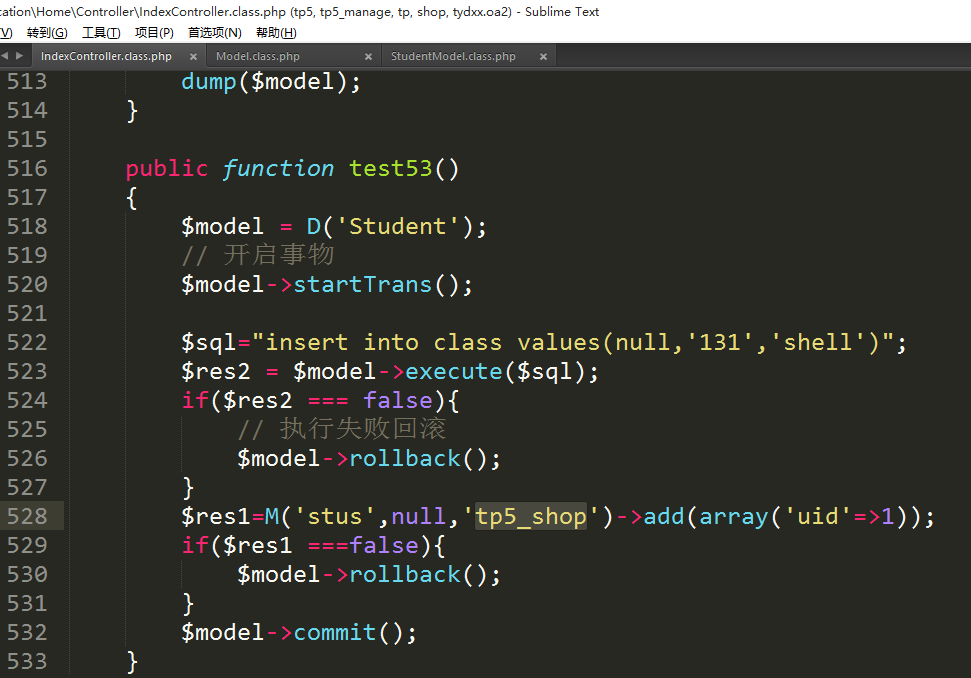 cation\Home\Controller\IndexController.class.php (tp5, tp5_manage, tp, shop, tydxx.oa2) - Sublime Text
V) 转到(G) 工具(T) 项目(P) 首选项(N) 帮助(H)
IndexController.class.php × Model.class.php × StudentModel.class.php ×
513 dump($model);
514 }
515
516 public function test53()
517 {
518 $model = D('Student');
519 // 开启事物
520 $model->startTrans();
521
522 $sql="insert into class values(null,'131','shell')";
523 $res2 = $model->execute($sql);
524 if($res2 === false){
525 // 执行失败回滚
526 $model->rollback();
527 }
528 $res1=M('stus',null,'tp5_shop')->add(array('uid'=>1));
529 if($res1 ===false){
530 $model->rollback();
531 }
532 $model->commit();
533 }